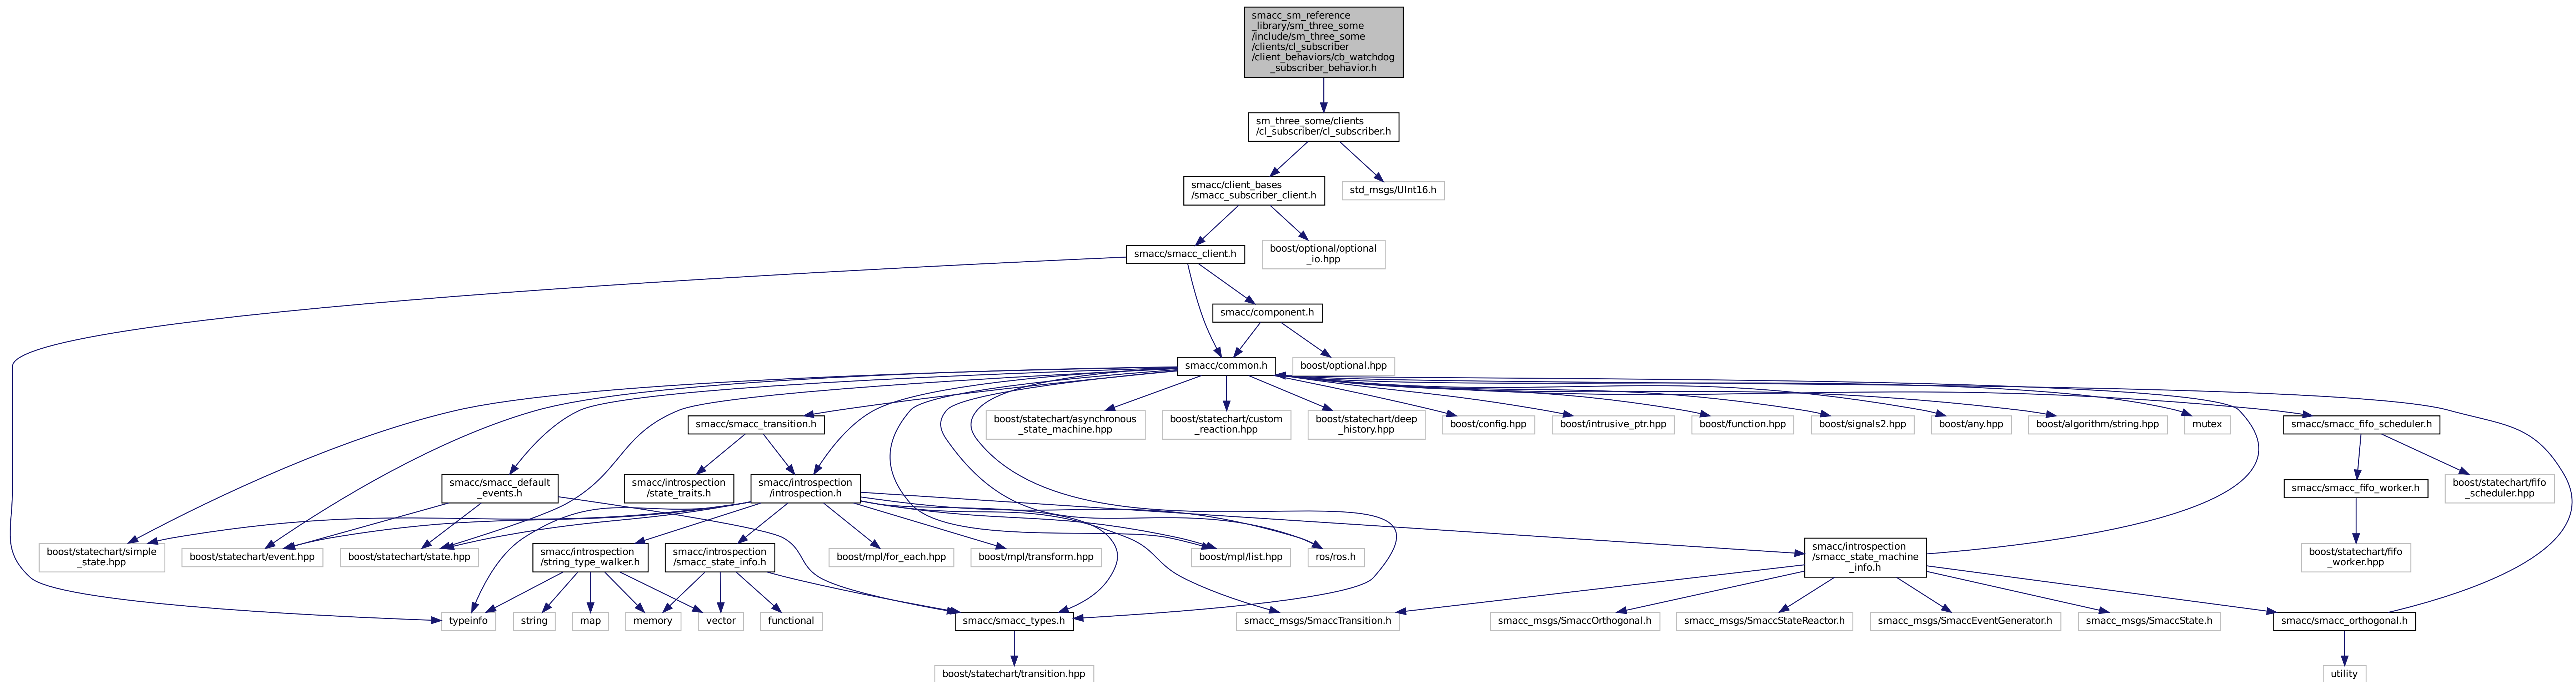 smacc_sm_reference
_library/sm_three_some
/include/sm_three_some
/clients/cl_subscriber
/client_behaviors/cb_watchdog
_subscriber_behavior.h
sm_three_some/clients
/cl_subscriber/cl_subscriber.h
smacc/client_bases
/smacc_subscriber_client.h
std_msgs/UInt16.h
smacc/smacc_client.h
boost/optional/optional
_io.hpp
smacc/component.h
smacc/common.h
boost/optional.hpp
smacc/smacc_transition.h
boost/statechart/asynchronous
_state_machine.hpp
boost/statechart/custom
_reaction.hpp
boost/statechart/deep
_history.hpp
boost/config.hpp
boost/intrusive_ptr.hpp
boost/function.hpp
boost/signals2.hpp
boost/any.hpp
boost/algorithm/string.hpp
mutex
smacc/smacc_fifo_scheduler.h
smacc/smacc_default
_events.h
smacc/introspection
/state_traits.h
smacc/introspection
/introspection.h
smacc/smacc_fifo_worker.h
boost/statechart/fifo
_scheduler.hpp
boost/statechart/simple
_state.hpp
boost/statechart/event.hpp
boost/statechart/state.hpp
smacc/introspection
/string_type_walker.h
smacc/introspection
/smacc_state_info.h
boost/mpl/for_each.hpp
boost/mpl/transform.hpp
boost/mpl/list.hpp
ros/ros.h
smacc/introspection
/smacc_state_machine
_info.h
boost/statechart/fifo
_worker.hpp
typeinfo
string
map
memory
vector
functional
smacc/smacc_types.h
smacc_msgs/SmaccTransition.h
smacc_msgs/SmaccOrthogonal.h
smacc_msgs/SmaccStateReactor.h
smacc_msgs/SmaccEventGenerator.h
smacc_msgs/SmaccState.h
smacc/smacc_orthogonal.h
boost/statechart/transition.hpp
utility